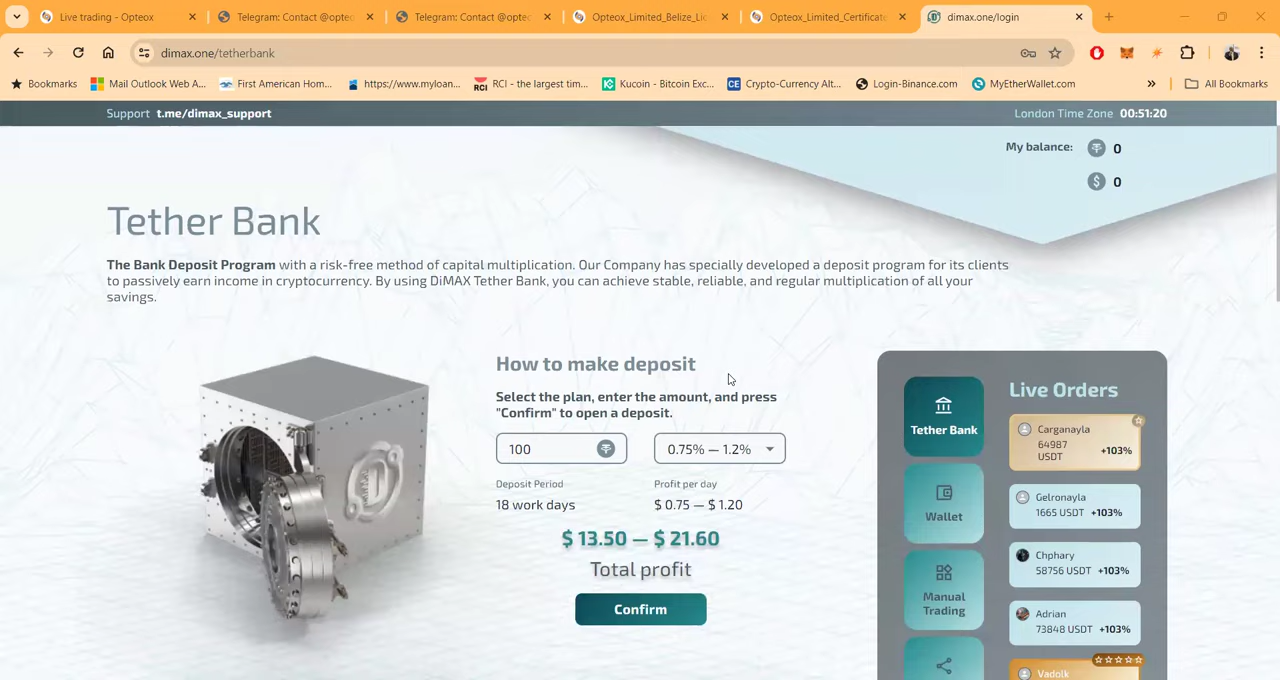 Live trading - Opteox
Telegram: Contact @opteo
Telegram: Contact @opteo
Opteox_Limited_Belize_Lic
Opteox_Limited_Certificate
dimax.one/login
dimax.one/tetherbank
Bookmarks
Mail Outlook Web A...
First American Hom...
https://www.myloan...
RCI - the largest tim...
Kucoin - Bitcoin Exc...
Crypto-Currency Alt...
Login-Binance.com
MyEtherWallet.com
All Bookmarks
Support t.me/dimax_support
London Time Zone 00:51:20
My balance: 0
0
Tether Bank
The Bank Deposit Program with a risk-free method of capital multiplication. Our Company has specially developed a deposit program for its clients
to passively earn income in cryptocurrency. By using DiMAX Tether Bank, you can achieve stable, reliable, and regular multiplication of all your
savings.
How to make deposit
Select the plan, enter the amount, and press
"Confirm" to open a deposit.
100
0.75% — 1.2%
Deposit Period
Profit per day
18 work days
$ 0.75 — $ 1.20
$ 13.50 — $ 21.60
Total profit
Confirm
Tether Bank
Wallet
Manual
Trading
Live Orders
Carganayla
64987
USDT
+103%
Gelronayla
1665 USDT +103%
Chphary
58756 USDT +103%
Adrian
73848 USDT +103%
Vadolk